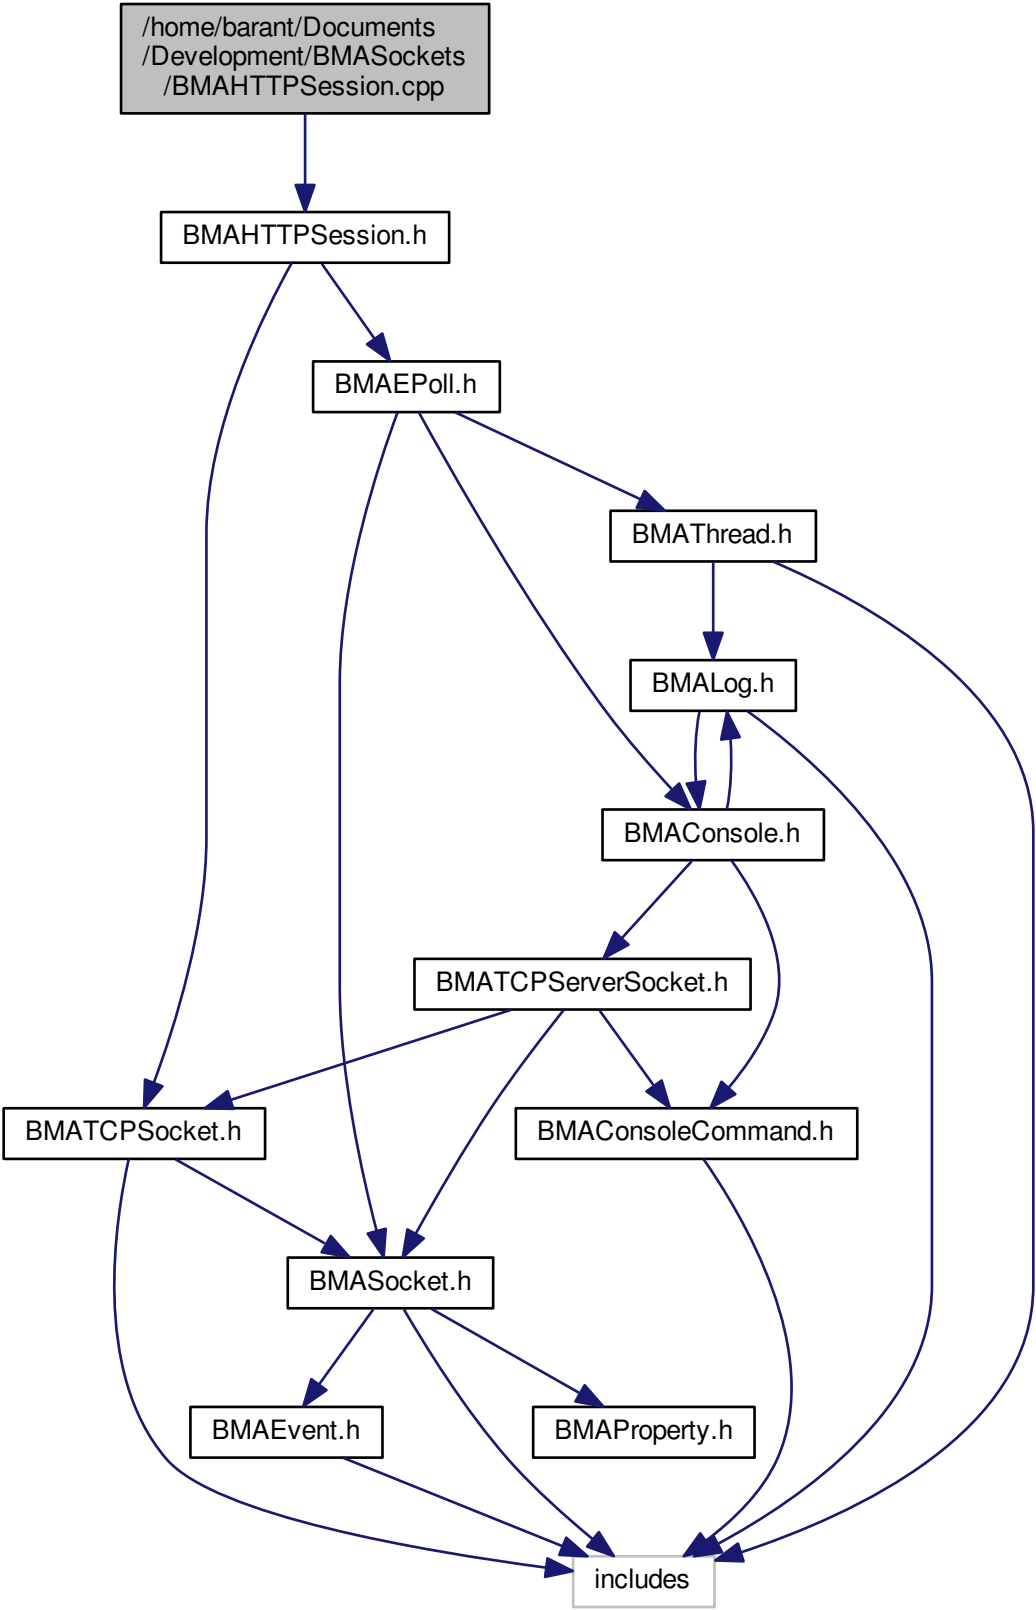 /home/barant/Documents
/Development/BMASockets
/BMAHTTPSession.cpp
BMAHTTPSession.h
BMAEPoll.h
BMAThread.h
BMALog.h
BMAConsole.h
BMATCPServerSocket.h
BMATCPSocket.h
BMAConsoleCommand.h
BMASocket.h
BMAEvent.h
BMAProperty.h
includes